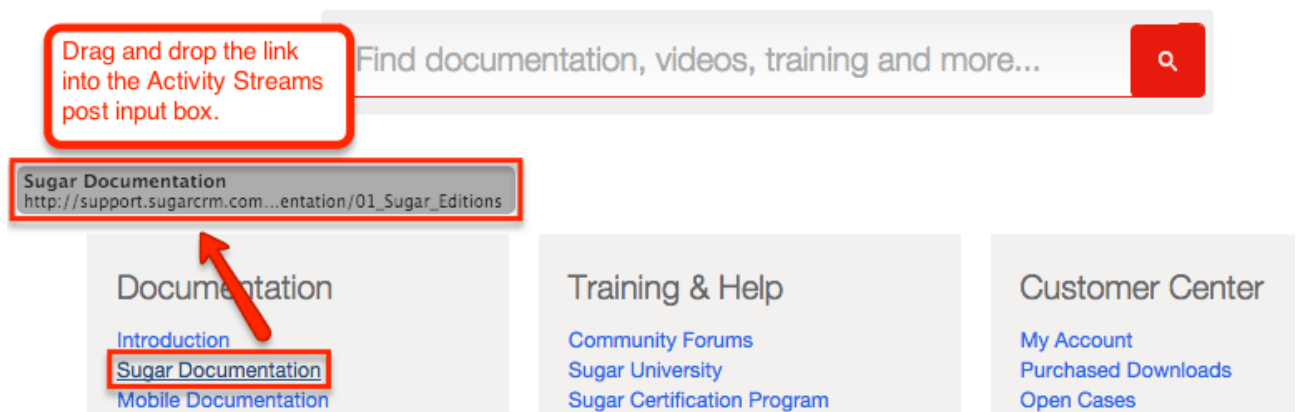 Drag and drop the link
into the Activity Streams
post input box.
Find documentation, videos, training and more...
Sugar Documentation
http://support.sugarcrm.com...entation/01_Sugar_Editions
Documentation
Introduction
Sugar Documentation
Mobile Documentation
Training & Help
Community Forums
Sugar University
Sugar Certification Program
Customer Center
My Account
Purchased Downloads
Open Cases